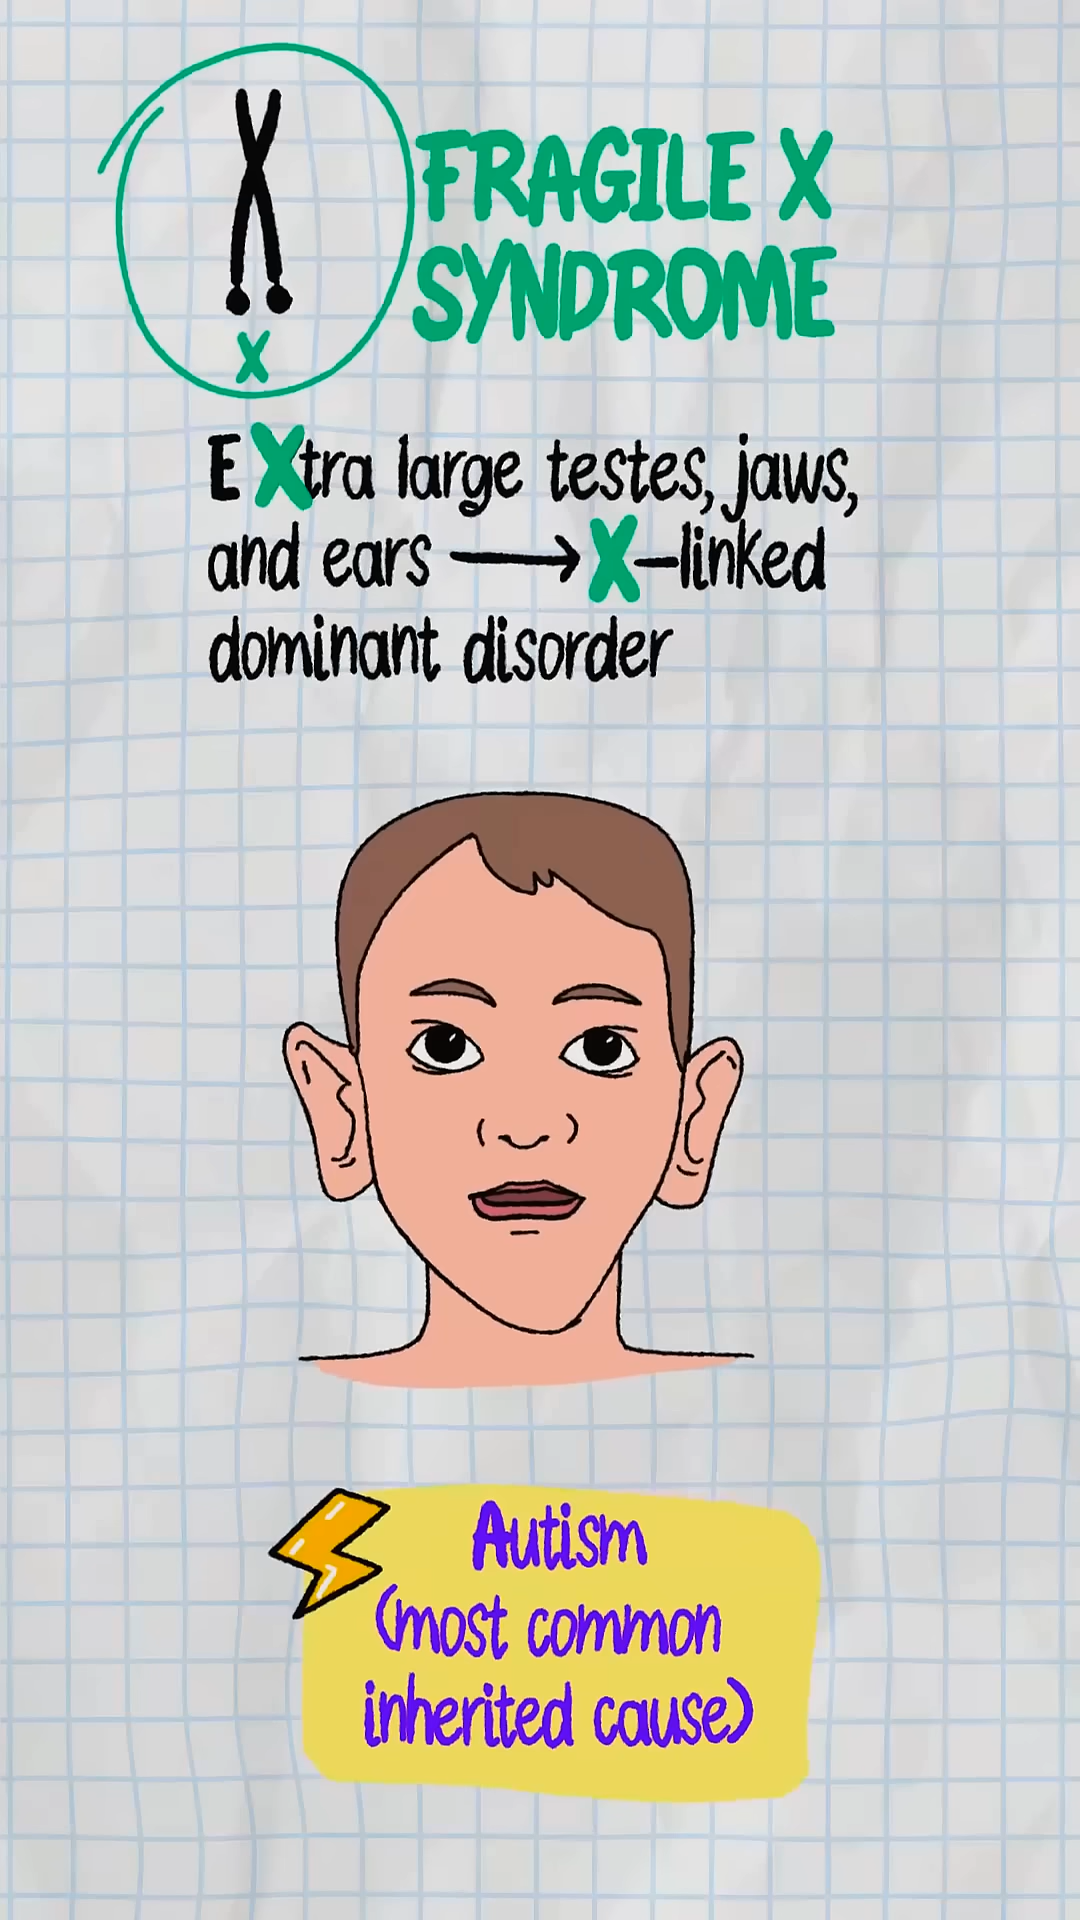 X
FRAGILE X
SYNDROME
EXtra large testes, jaws,
and ears → X-linked
dominant disorder
Autism
(most common
inherited cause)